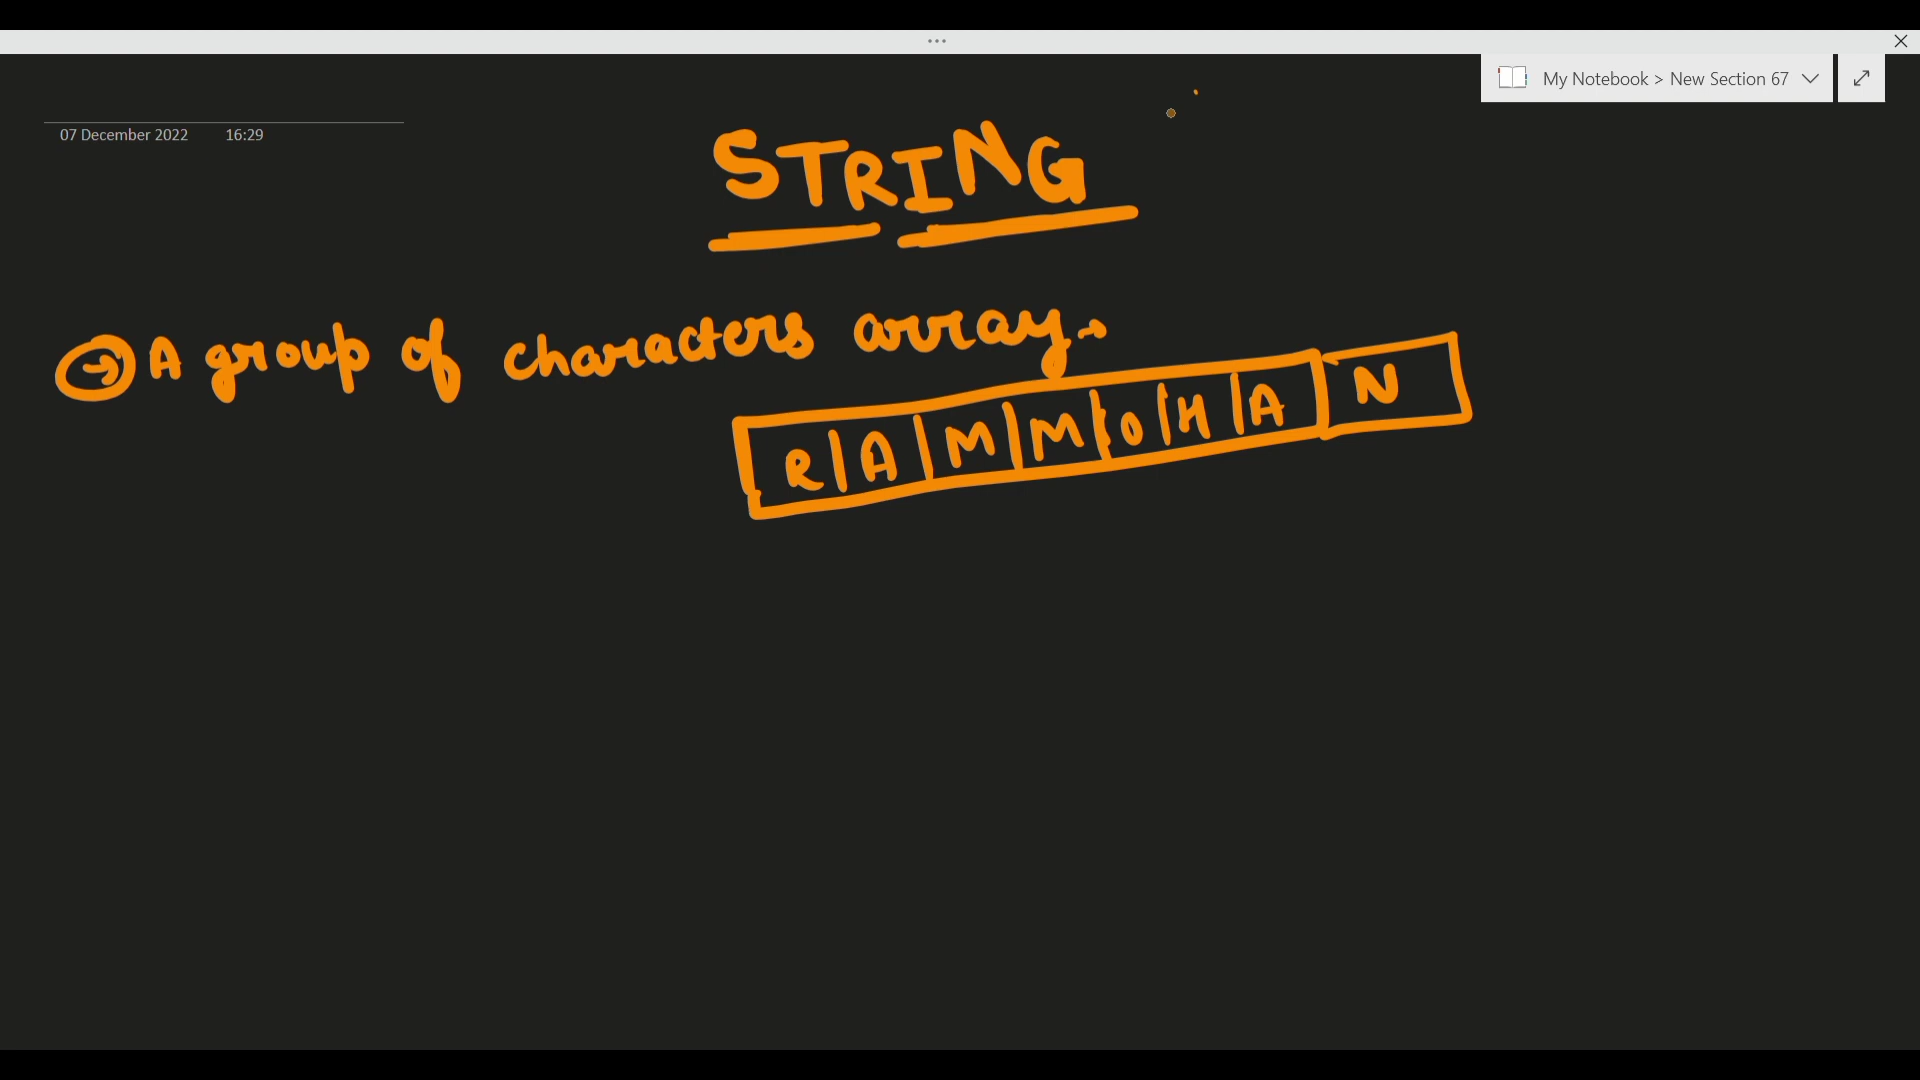 My Notebook > New Section 67
07 December 2022 16:29
STRING
→ A group of characters array.
R|A|M|M|O|H|A|N